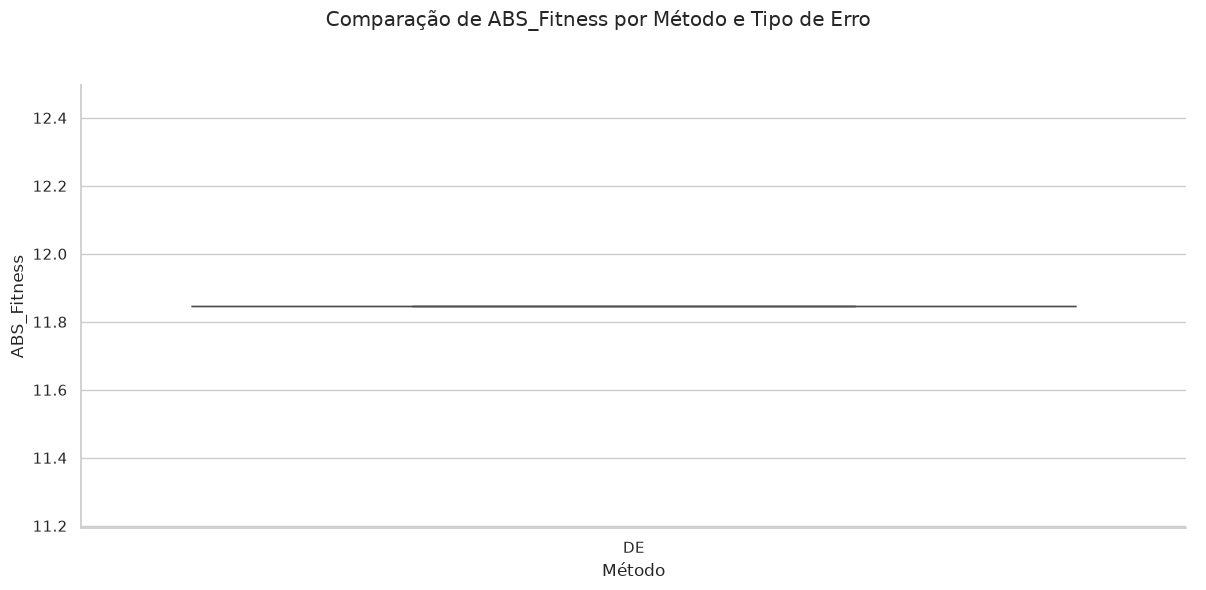 Comparação de ABS_Fitness por Método e Tipo de Erro
12.4
12.2
12.0
11.8
11.6
11.4
11.2
ABS_Fitness
DE
Método